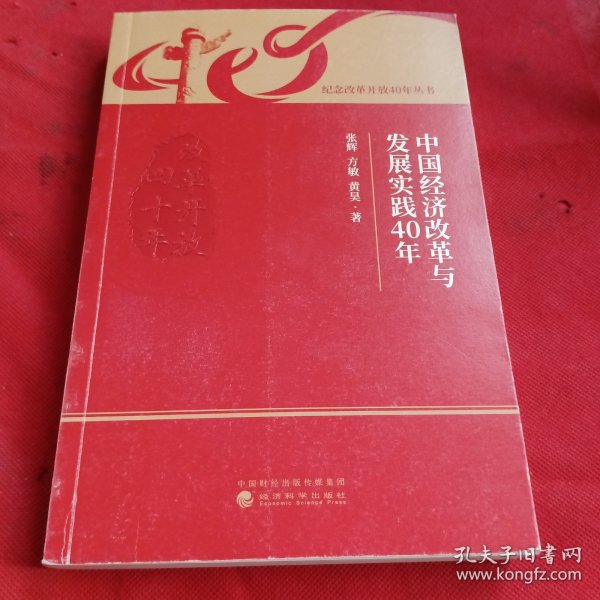 纪念改革开放40年丛书
中国经济改革与
发展实践40年
张辉 方敏 黄昊·著
改革开放
四十年
中国财经出版传媒集团
经济科学出版社
Economic Science Press
孔夫子旧书网
www.kongfz.com